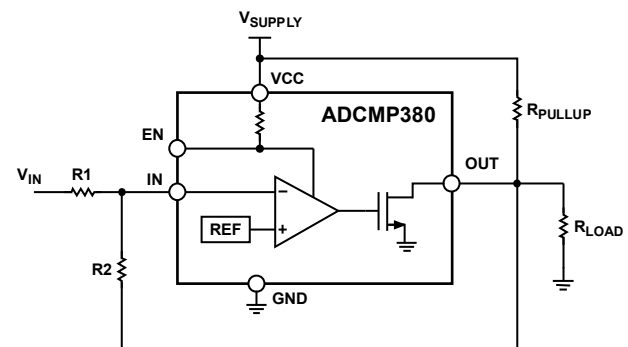 VSUPPLY
VCC
ADCMP380
RPULLUP
EN
OUT
VIN
R1
IN
−
REF
+
RLOAD
R2
GND